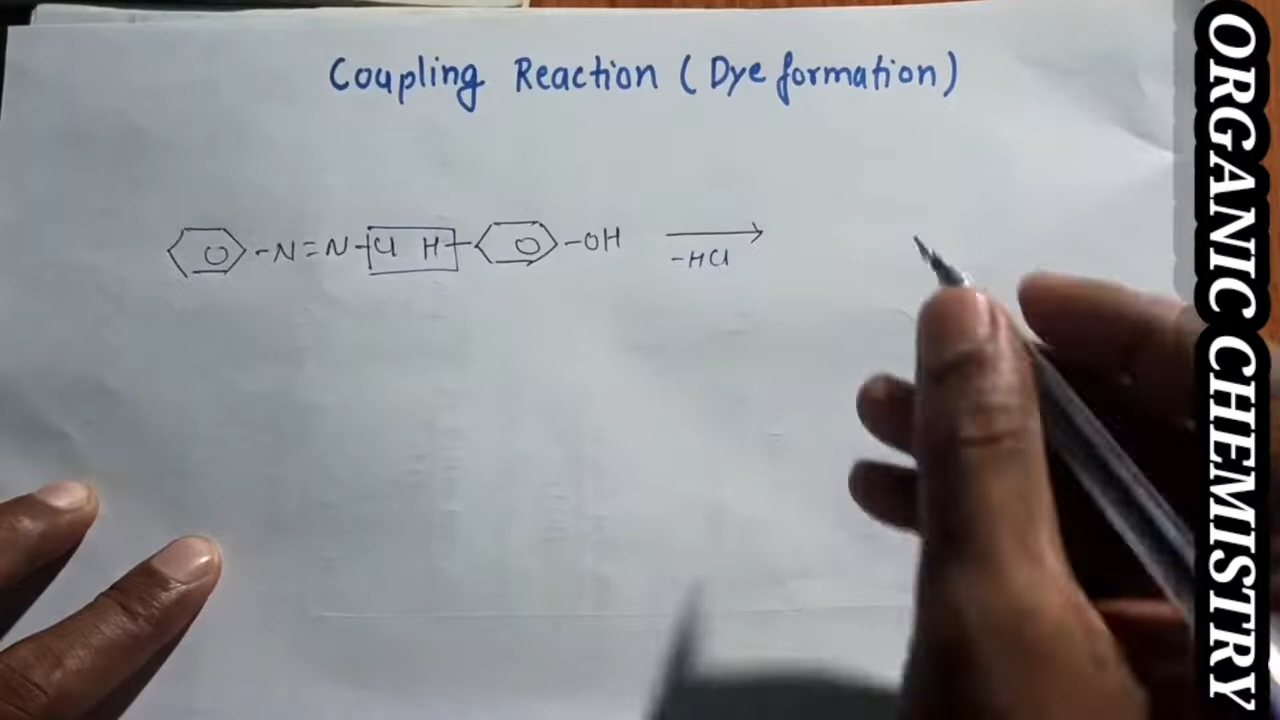 Coupling Reaction (Dye formation)
-N=N-Cl H- -OH
-HCl
ORGANIC CHEMISTRY